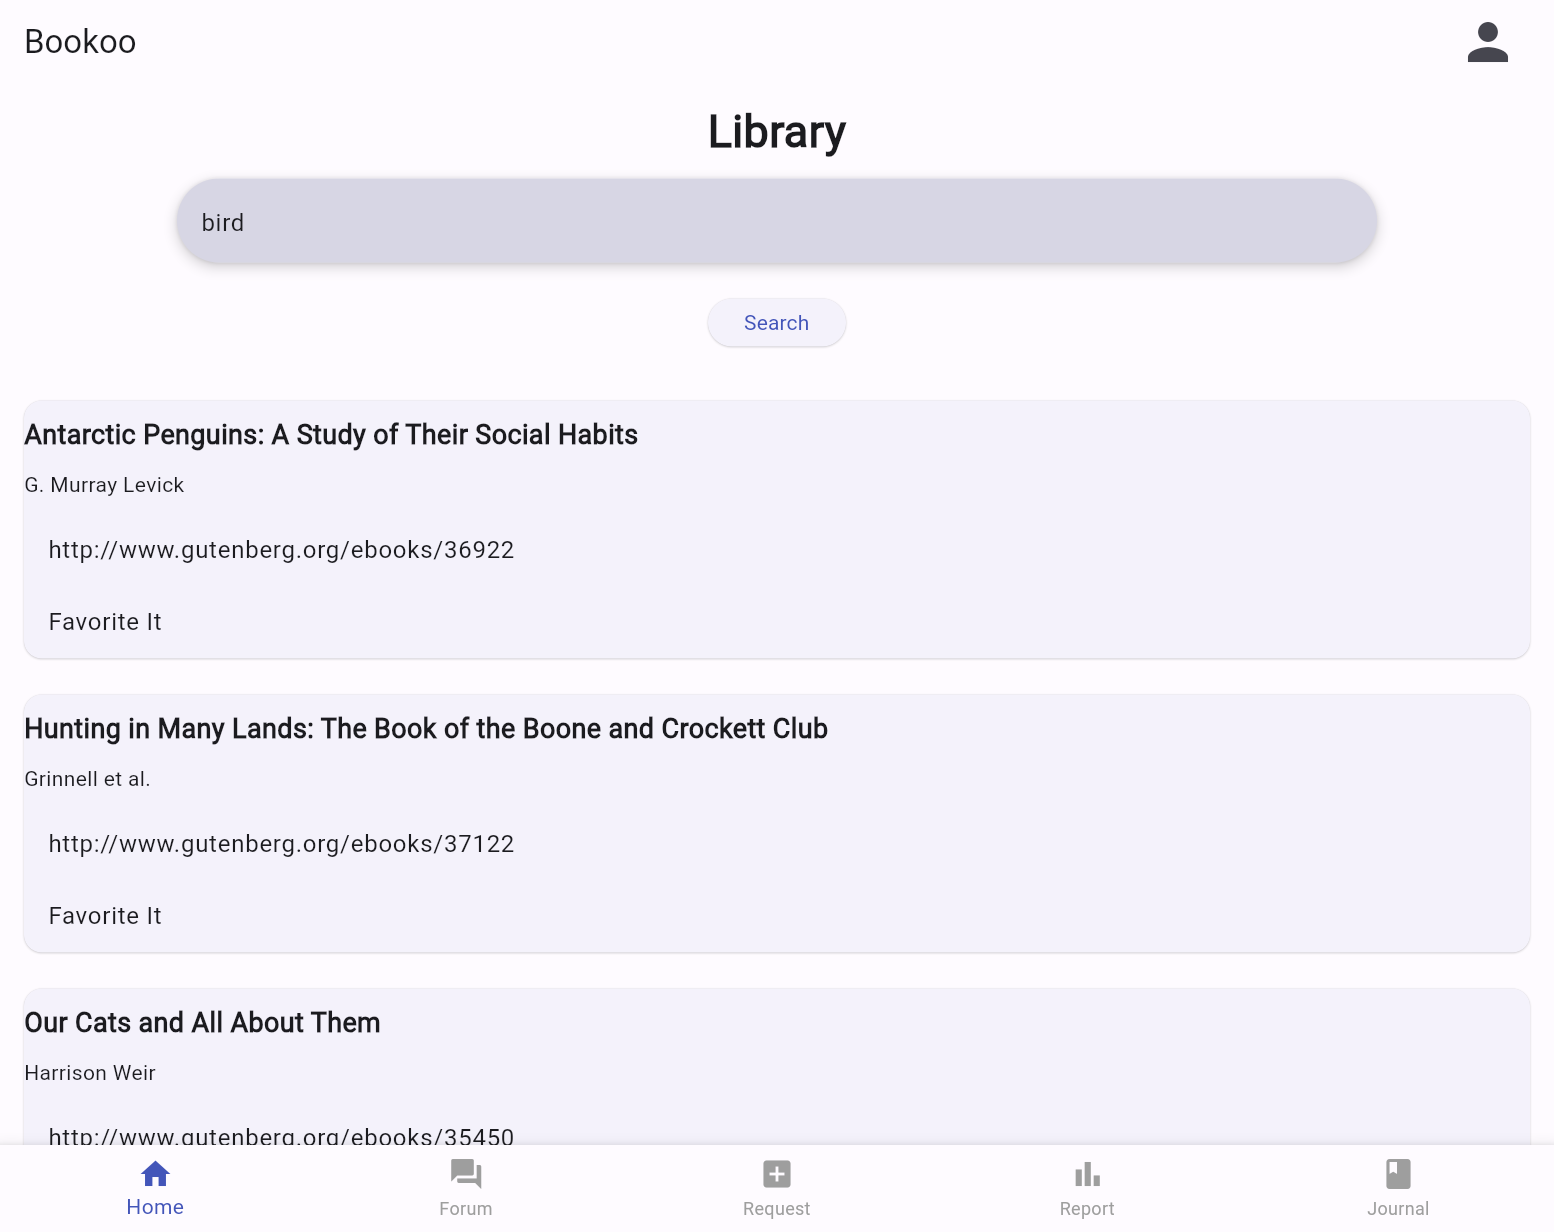 Bookoo
Library
bird
Search
Antarctic Penguins: A Study of Their Social Habits
G. Murray Levick
http://www.gutenberg.org/ebooks/36922
Favorite It
Hunting in Many Lands: The Book of the Boone and Crockett Club
Grinnell et al.
http://www.gutenberg.org/ebooks/37122
Favorite It
Our Cats and All About Them
Harrison Weir
http://www.gutenberg.org/ebooks/35450
Home
Forum
Request
Report
Journal